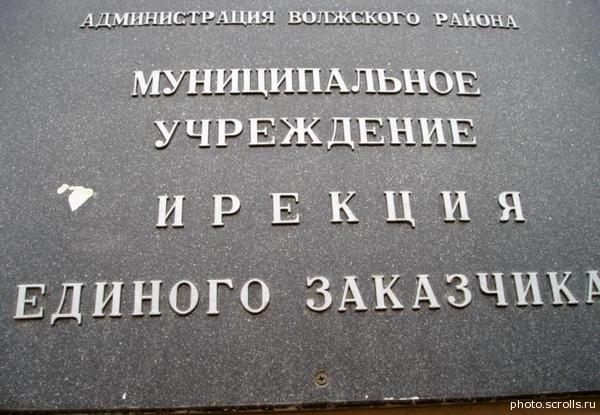 АДМИНИСТРАЦИЯ ВОЛЖСКОГО РАЙОНА
МУНИЦИПАЛЬНОЕ
УЧРЕЖДЕНИЕ
ИРЕКЦИЯ
ЕДИНОГО ЗАКАЗЧИКА
photo.scrolls.ru